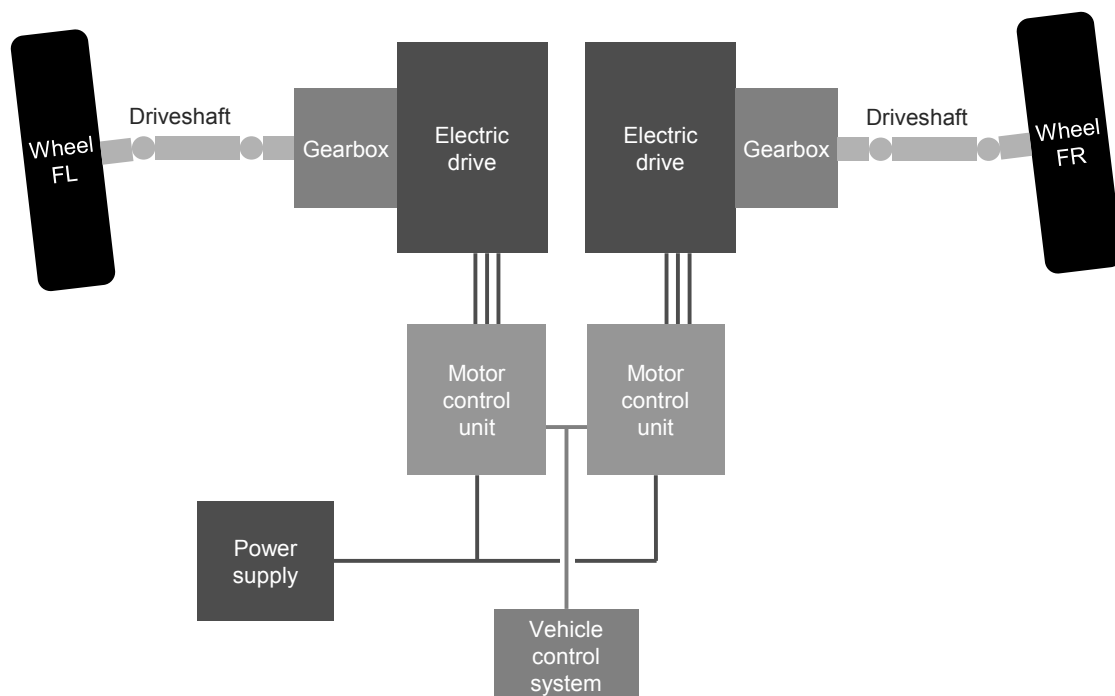 Driveshaft
Wheel
FL
Gearbox
Electric
drive
Electric
drive
Gearbox
Driveshaft
Wheel
FR
Motor
control
unit
Motor
control
unit
Power
supply
Vehicle
control
system